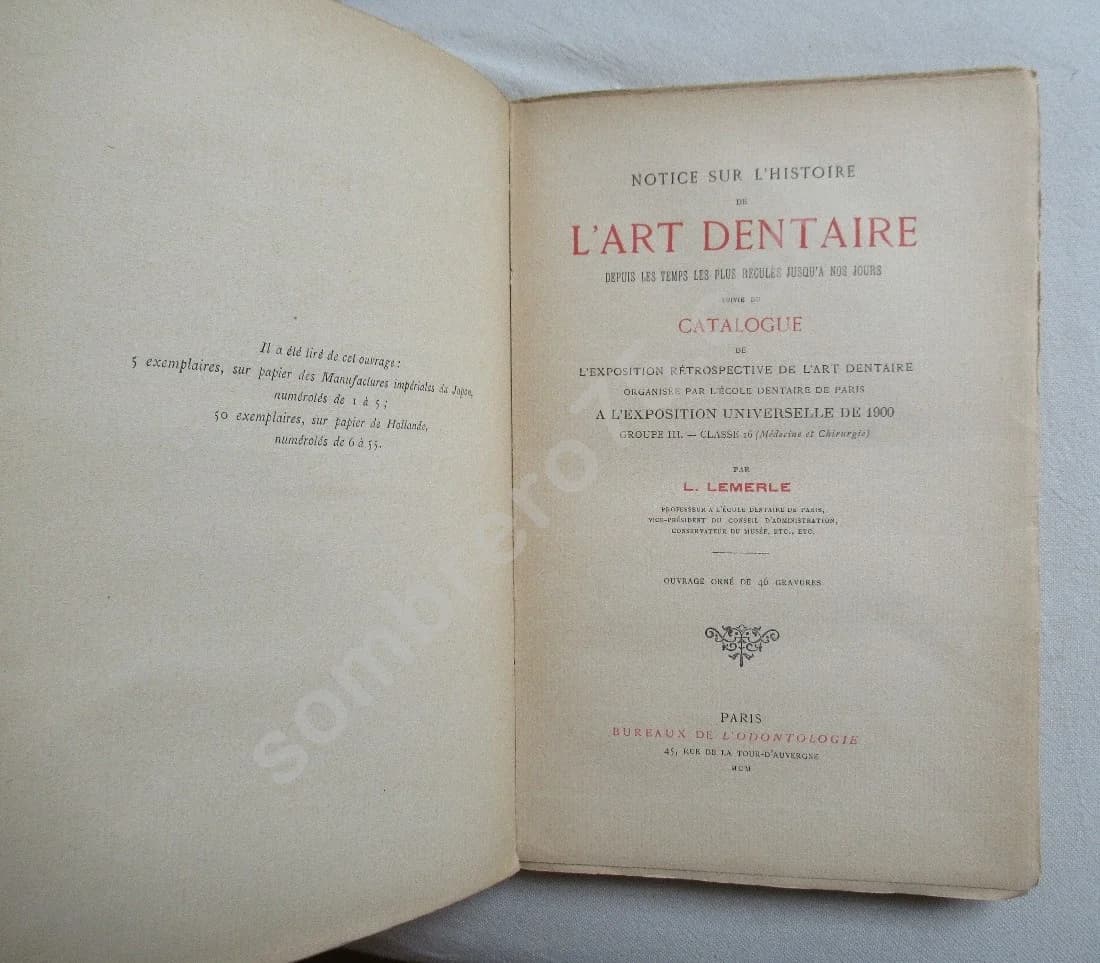 Il a été tiré de cet ouvrage :
5 exemplaires, sur papier des Manufactures impériales du Japon,
numérotés de 1 à 5 ;
50 exemplaires, sur papier de Hollande,
numérotés de 6 à 55.
NOTICE SUR L'HISTOIRE
DE
L'ART DENTAIRE
DEPUIS LES TEMPS LES PLUS RECULÉS JUSQU'A NOS JOURS
SUIVIE DU
CATALOGUE
DE
L'EXPOSITION RÉTROSPECTIVE DE L'ART DENTAIRE
ORGANISÉE PAR L'ÉCOLE DENTAIRE DE PARIS
A L'EXPOSITION UNIVERSELLE DE 1900
GROUPE III. — CLASSE 16 (Médecine et Chirurgie)
PAR
L. LEMERLE
PROFESSEUR A L'ÉCOLE DENTAIRE DE PARIS,
VICE-PRÉSIDENT DU CONSEIL D'ADMINISTRATION,
CONSERVATEUR DU MUSÉE, ETC., ETC.
OUVRAGE ORNÉ DE 46 GRAVURES
PARIS
BUREAUX DE L'ODONTOLOGIE
45, RUE DE LA TOUR-D'AUVERGNE
MCM